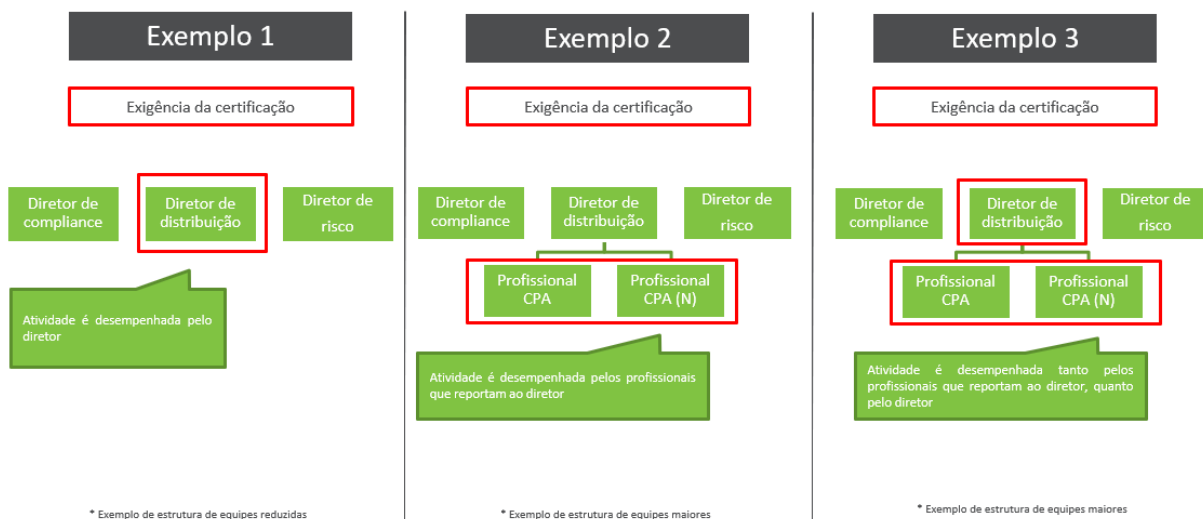 Exemplo 1
Exigência da certificação
Diretor de
compliance
Diretor de
distribuição
Diretor de
risco
Atividade é desempenhada pelo
diretor
* Exemplo de estrutura de equipes reduzidas
Exemplo 2
Exigência da certificação
Diretor de
compliance
Diretor de
distribuição
Diretor de
risco
Profissional
CPA
Profissional
CPA (N)
Atividade é desempenhada pelos profissionais
que reportam ao diretor
* Exemplo de estrutura de equipes maiores
Exemplo 3
Exigência da certificação
Diretor de
compliance
Diretor de
distribuição
Diretor de
risco
Profissional
CPA
Profissional
CPA (N)
Atividade é desempenhada tanto pelos
profissionais que reportam ao diretor, quanto
pelo diretor
* Exemplo de estrutura de equipes maiores